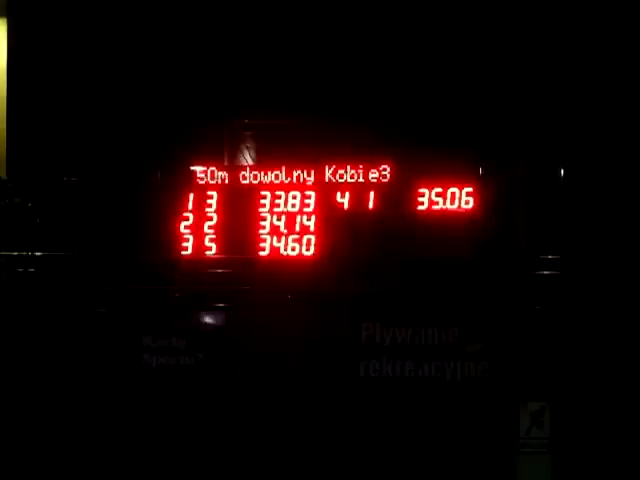 50m dowolny Kobie3
1 3 33.83 4 1 35.06
2 2 34.14
3 5 34.60
Pływanie
rekreacyjne